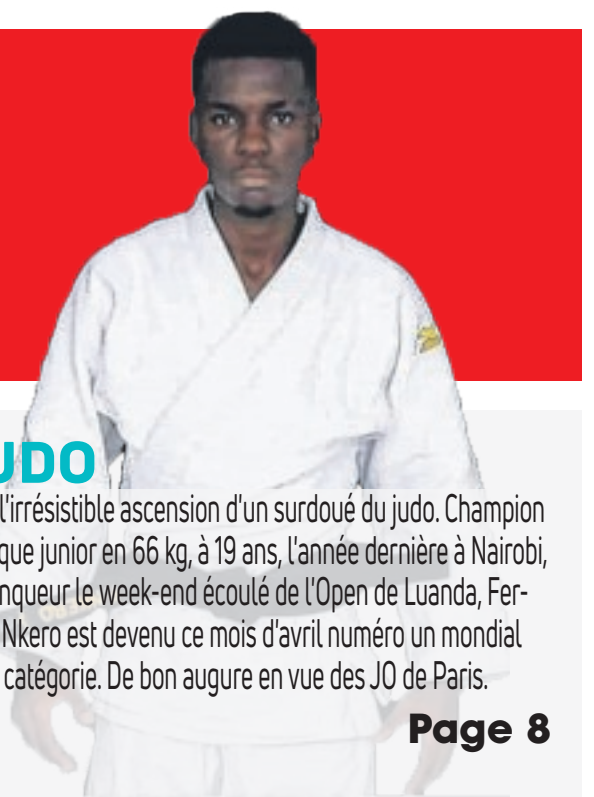 UDO
l'irrésistible ascension d'un surdoué du judo. Champion
que junior en 66 kg, à 19 ans, l'année dernière à Nairobi,
nqueur le week-end écoulé de l'Open de Luanda, Fer-
Nkero est devenu ce mois d'avril numéro un mondial
catégorie. De bon augure en vue des JO de Paris.
Page 8